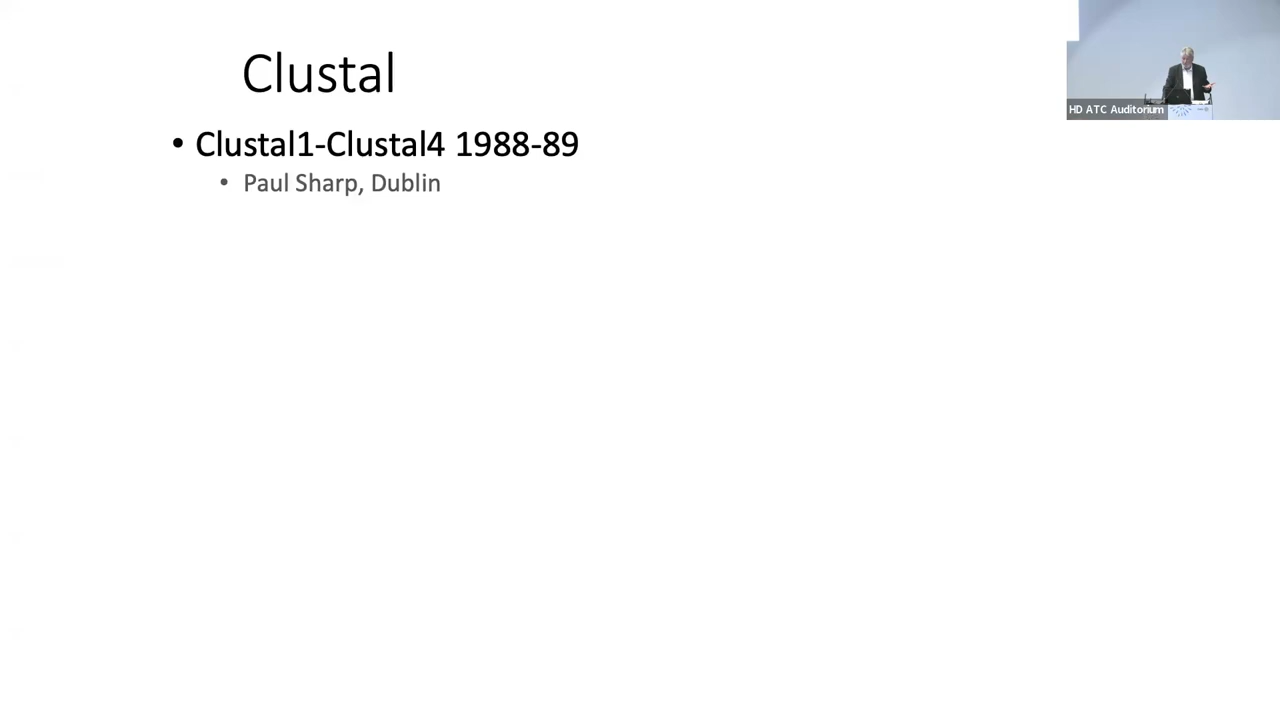 Clustal
• Clustal1-Clustal4 1988-89
• Paul Sharp, Dublin
HD ATC Auditorium